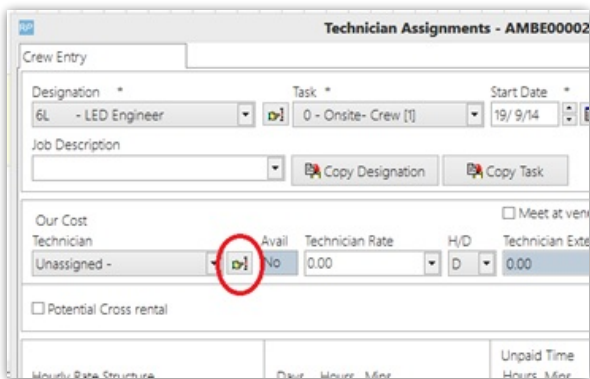 RP Technician Assignments - AMBE00002
Crew Entry
Designation * Task * Start Date *
6L - LED Engineer 0 - Onsite- Crew [1] 19/ 9/14
Job Description
Copy Designation Copy Task
Our Cost Meet at venu
Technician Avail Technician Rate H/D Technician Exte
Unassigned - No 0.00 D 0.00
Potential Cross rental
Unpaid Time
Hourly Rate Structure Days Hours Mins Hours Mins